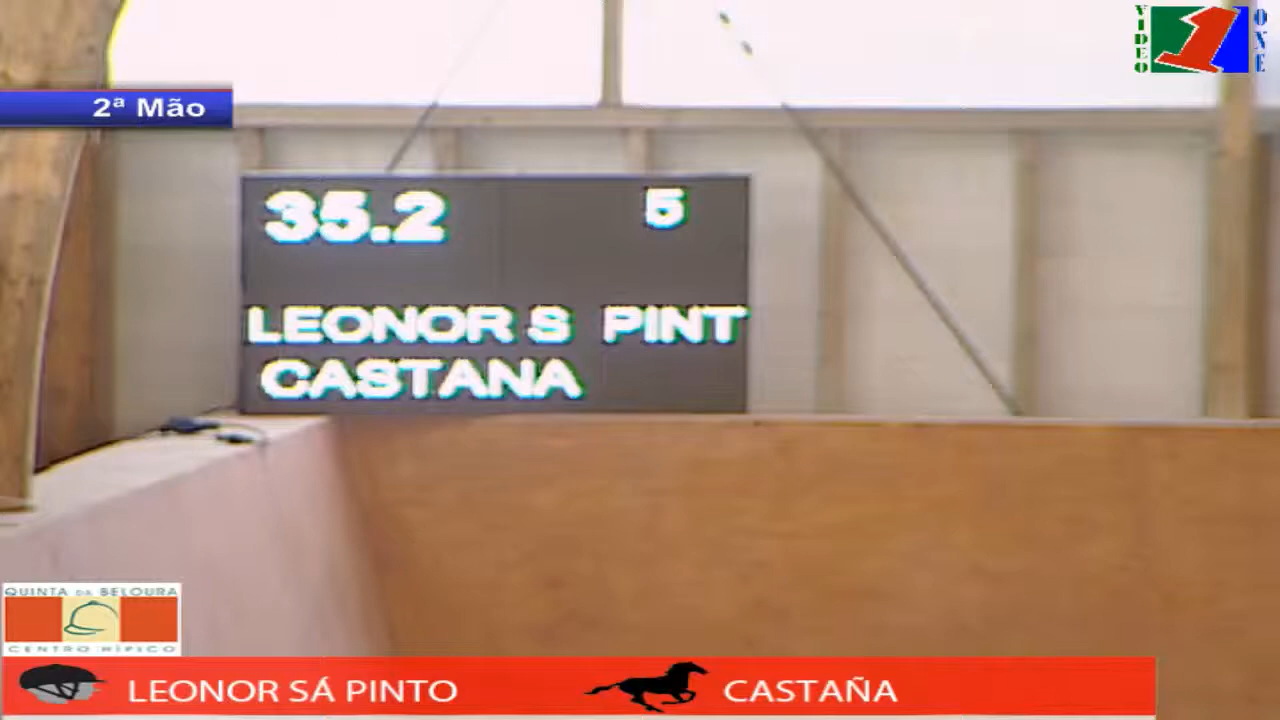 VIDEO 1 ONE
2ª Mão
35.2 5
LEONOR S PINT
CASTANA
QUINTA DA BELOURA
CENTRO HÍPICO
LEONOR SÁ PINTO CASTAÑA